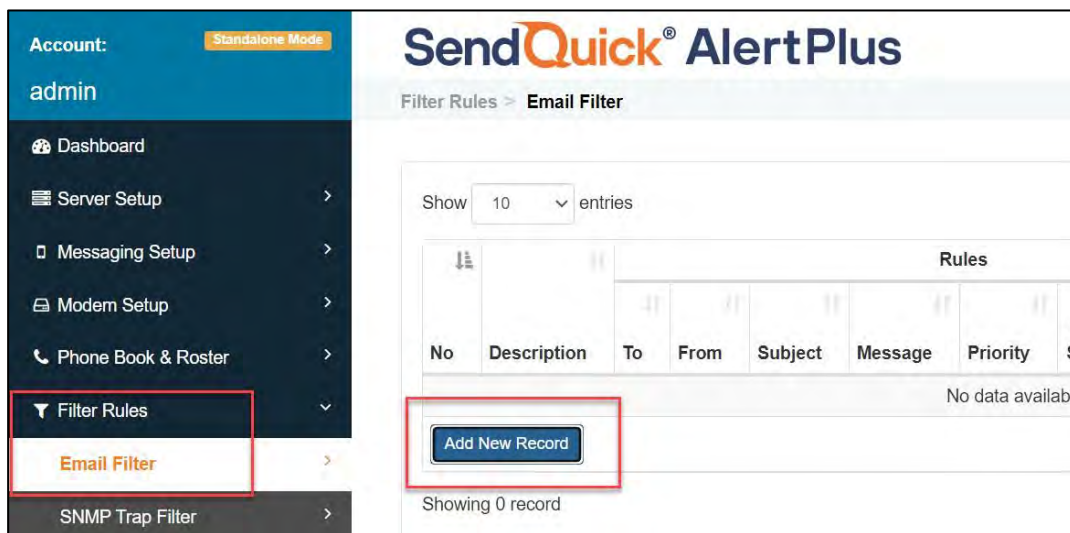 Account:
Standalone Mode
admin
Dashboard
Server Setup
Messaging Setup
Modem Setup
Phone Book & Roster
Filter Rules
Email Filter
SNMP Trap Filter
SendQuick® AlertPlus
Filter Rules > Email Filter
Show 10 entries
Rules
No Description To From Subject Message Priority
No data availab
Add New Record
Showing 0 record